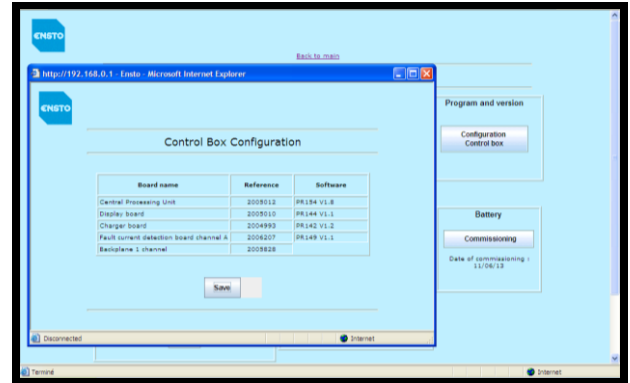 ENSTO
Back to main
http://192.168.0.1 - Ensto - Microsoft Internet Explorer
ENSTO
Control Box Configuration
Board name Reference Software
Central Processing Unit 2005012 PR154 V1.8
Display board 2005010 PR144 V1.1
Charger board 2004993 PR142 V1.2
Fault current detection board channel A 2006207 PR149 V1.1
Backplane 1 channel 2005828
Save
Disconnected
Internet
Program and version
Configuration
Control box
Battery
Commissioning
Date of commissioning :
11/06/13
Terminé
Internet